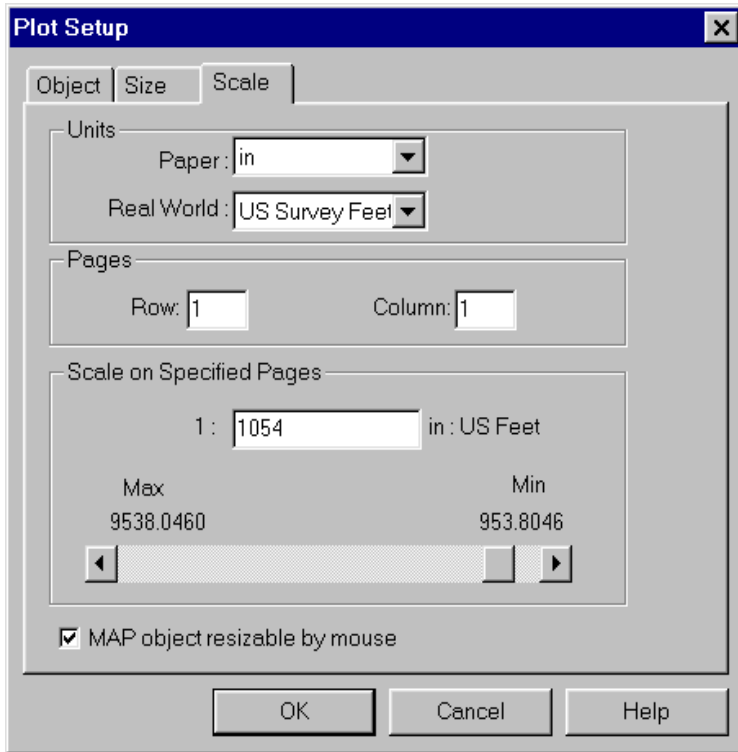 Plot Setup
Object Size Scale
Units
Paper : in
Real World : US Survey Feet
Pages
Row: 1 Column: 1
Scale on Specified Pages
1 : 1054 in : US Feet
Max Min
9538.0460 953.8046
MAP object resizable by mouse
OK Cancel Help